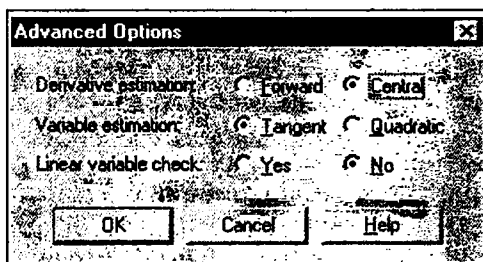 Advanced Options
Derivative estimation: Forward Central
Variable estimation: Tangent Quadratic
Linear variable check: Yes No
OK Cancel Help